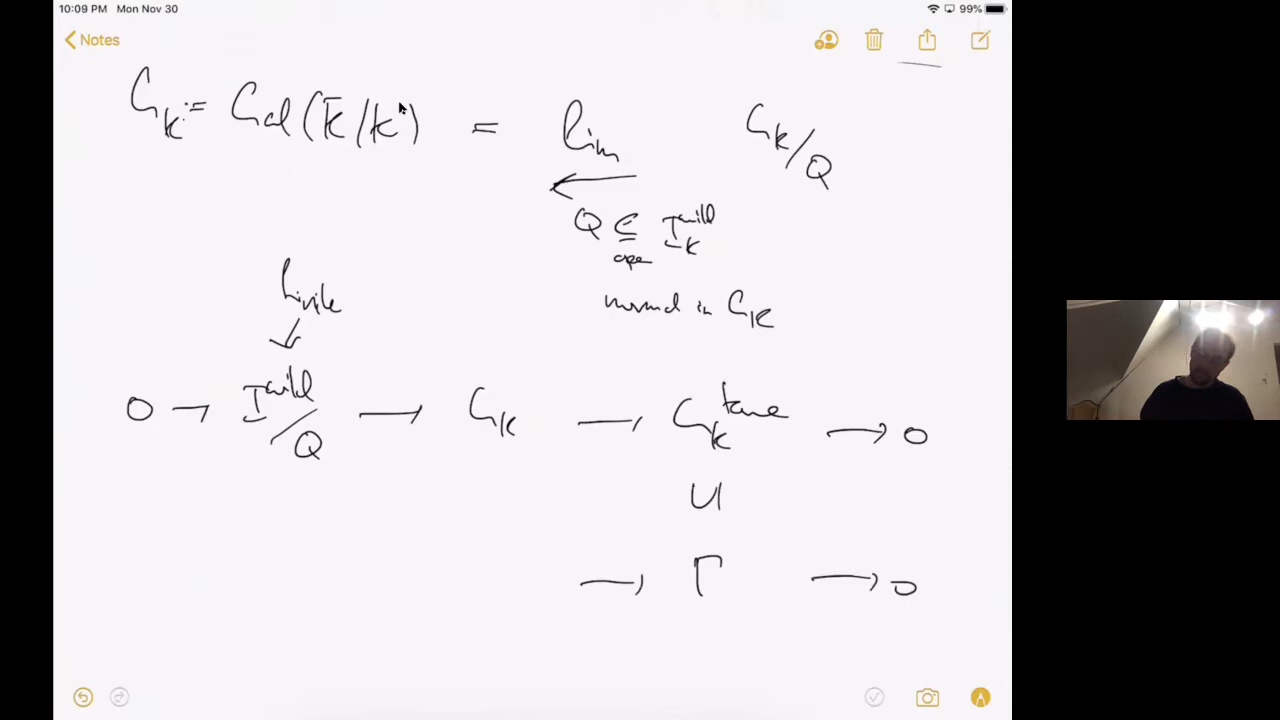 10:09 PM Mon Nov 30
99%
Notes
G_K := Gal(K̄/K) = lim G_K/Q
←
Q ⊆ I_K^wild
open
normal in G_K
finite
↓
0 → I^wild/Q → G_K → G_K^tame → 0
∪|
→ Γ → 0